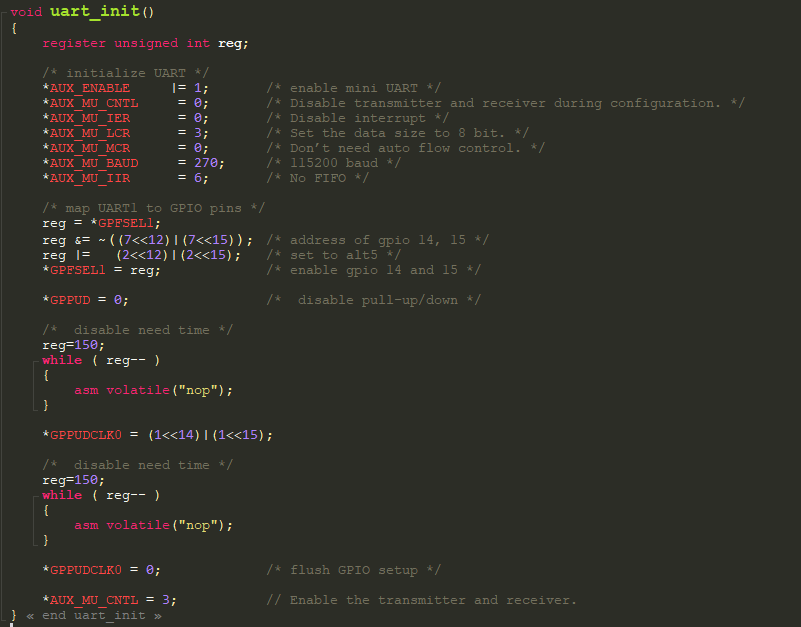 void uart_init()
{
    register unsigned int reg;

    /* initialize UART */
    *AUX_ENABLE     |= 1;       /* enable mini UART */
    *AUX_MU_CNTL     = 0;       /* Disable transmitter and receiver during configuration. */
    *AUX_MU_IER      = 0;       /* Disable interrupt */
    *AUX_MU_LCR      = 3;       /* Set the data size to 8 bit. */
    *AUX_MU_MCR      = 0;       /* Don't need auto flow control. */
    *AUX_MU_BAUD     = 270;     /* 115200 baud */
    *AUX_MU_IIR      = 6;       /* No FIFO */

    /* map UART1 to GPIO pins */
    reg = *GPFSEL1;
    reg &= ~((7<<12)|(7<<15));  /* address of gpio 14, 15 */
    reg |=   (2<<12)|(2<<15);   /* set to alt5 */
    *GPFSEL1 = reg;             /* enable gpio 14 and 15 */

    *GPPUD = 0;                 /*  disable pull-up/down */

    /*  disable need time */
    reg=150;
    while ( reg-- )
    {
        asm volatile("nop");
    }

    *GPPUDCLK0 = (1<<14)|(1<<15);

    /*  disable need time */
    reg=150;
    while ( reg-- )
    {
        asm volatile("nop");
    }

    *GPPUDCLK0 = 0;             /* flush GPIO setup */

    *AUX_MU_CNTL = 3;           // Enable the transmitter and receiver.
} « end uart_init »